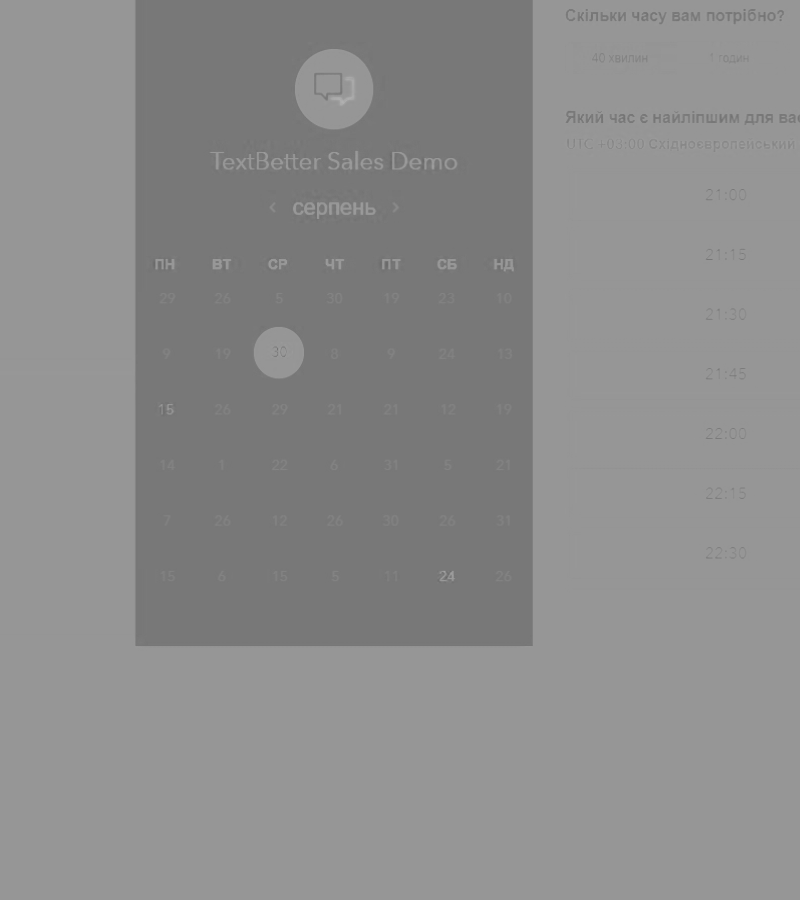 TextBetter Sales Demo
серпень
ПН ВТ СР ЧТ ПТ СБ НД
29 26 5 30 19 23 10
9 19 30 8 9 24 13
15 26 29 21 21 12 19
14 1 22 6 31 5 21
7 26 12 26 30 26 31
15 6 15 5 11 24 26
Скільки часу вам потрібно?
40 хвилин 1 годин
Який час є найліпшим для вас
UTC +03:00 Східноєвропейський
21:00
21:15
21:30
21:45
22:00
22:15
22:30